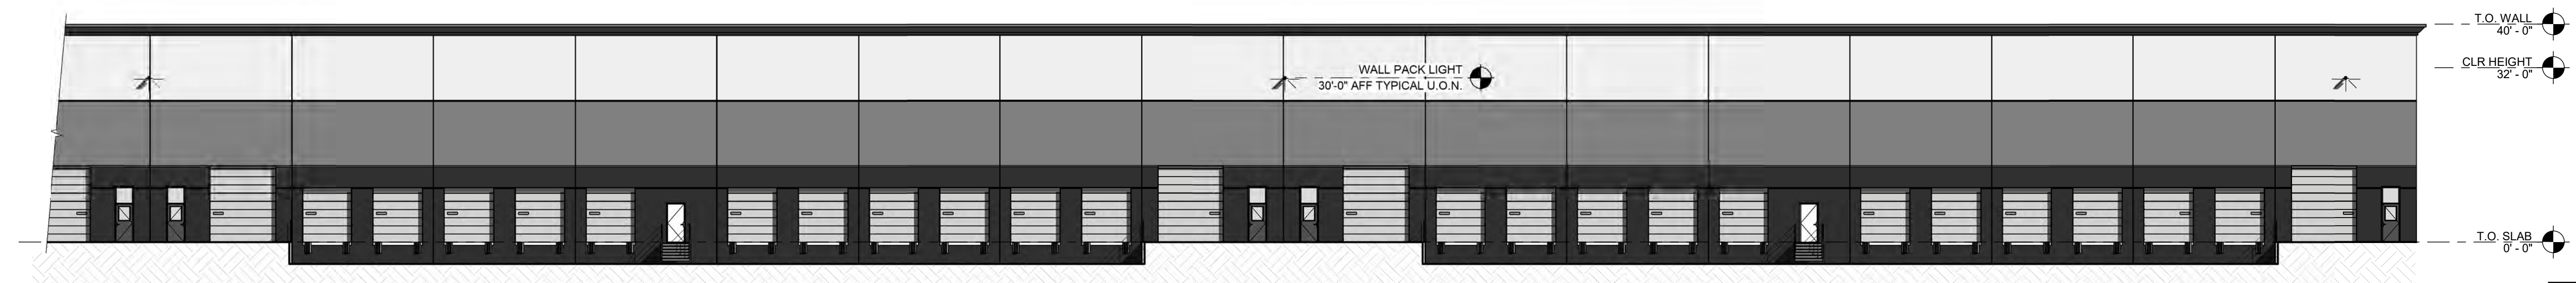 T.O. WALL
40' - 0"
WALL PACK LIGHT
30'-0" AFF TYPICAL U.O.N.
CLR HEIGHT
32' - 0"
T.O. SLAB
0' - 0"